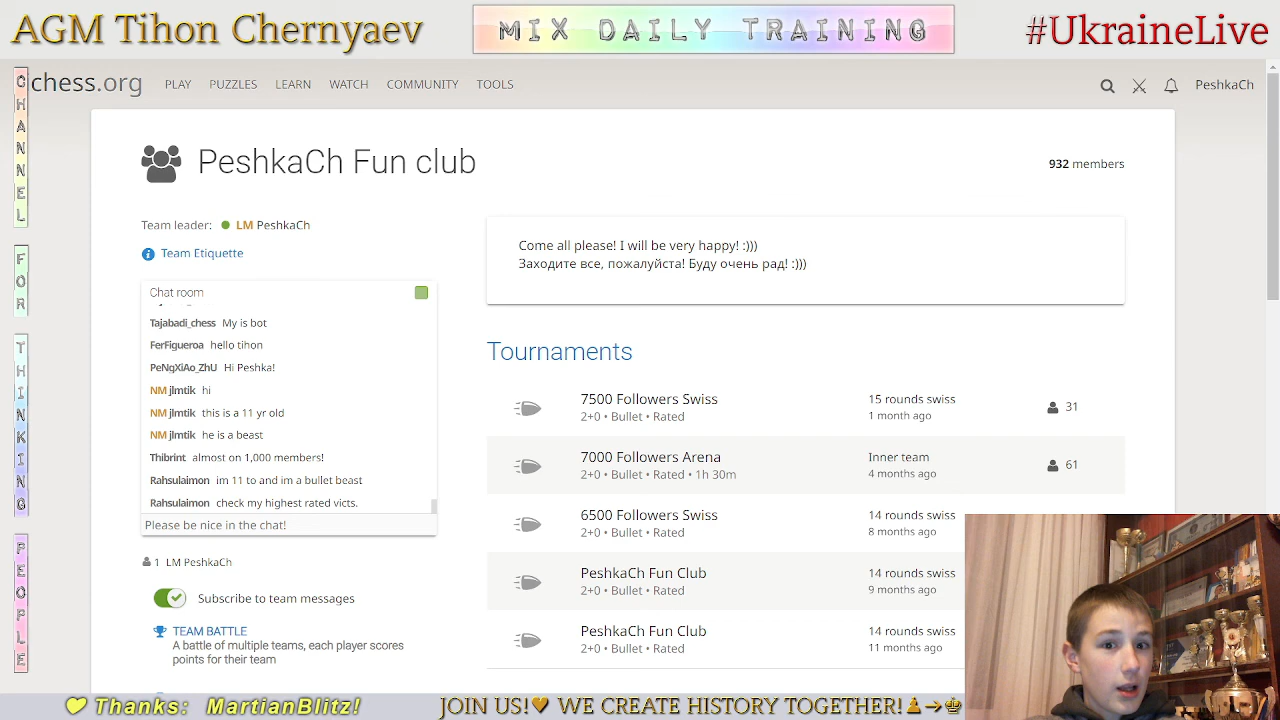 AGM Tihon Chernyaev
MIX DAILY TRAINING
#UkraineLive
CHANNEL FOR THINKING PEOPLE
chess.org
PLAY PUZZLES LEARN WATCH COMMUNITY TOOLS
PeshkaCh
PeshkaCh Fun club
932 members
Team leader: LM PeshkaCh
Team Etiquette
Come all please! I will be very happy! :)))
Заходите все, пожалуйста! Буду очень рад! :)))
Chat room
Tajabadi_chess My is bot
FerFigueroa hello tihon
PeNgXiAo_ZhU Hi Peshka!
NM jlmtik hi
NM jlmtik this is a 11 yr old
NM jlmtik he is a beast
Thibrint almost on 1,000 members!
Rahsulaimon im 11 to and im a bullet beast
Rahsulaimon check my highest rated victs.
Please be nice in the chat!
1 LM PeshkaCh
Subscribe to team messages
TEAM BATTLE
A battle of multiple teams, each player scores
points for their team
Tournaments
7500 Followers Swiss 15 rounds swiss 31
2+0 • Bullet • Rated 1 month ago
7000 Followers Arena Inner team 61
2+0 • Bullet • Rated • 1h 30m 4 months ago
6500 Followers Swiss 14 rounds swiss
2+0 • Bullet • Rated 8 months ago
PeshkaCh Fun Club 14 rounds swiss
2+0 • Bullet • Rated 9 months ago
PeshkaCh Fun Club 14 rounds swiss
2+0 • Bullet • Rated 11 months ago
Thanks: MartianBlitz!
JOIN US!♥ WE CREATE HISTORY TOGETHER!♟→♚